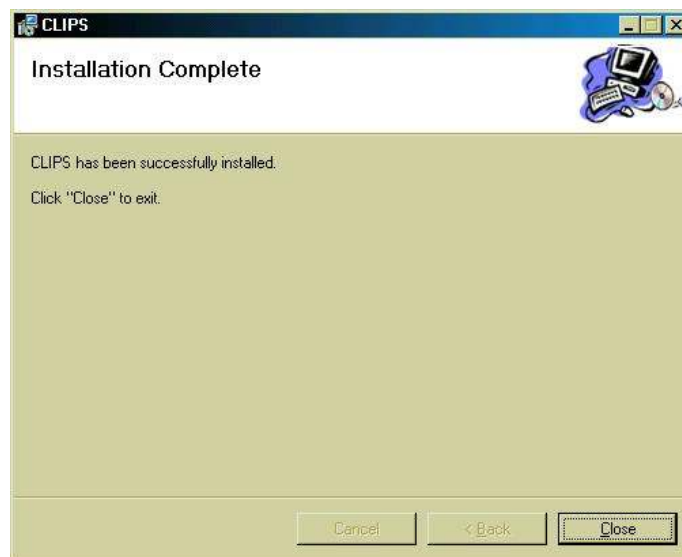 CLIPS
Installation Complete
CLIPS has been successfully installed.
Click "Close" to exit.
Cancel
< Back
Close